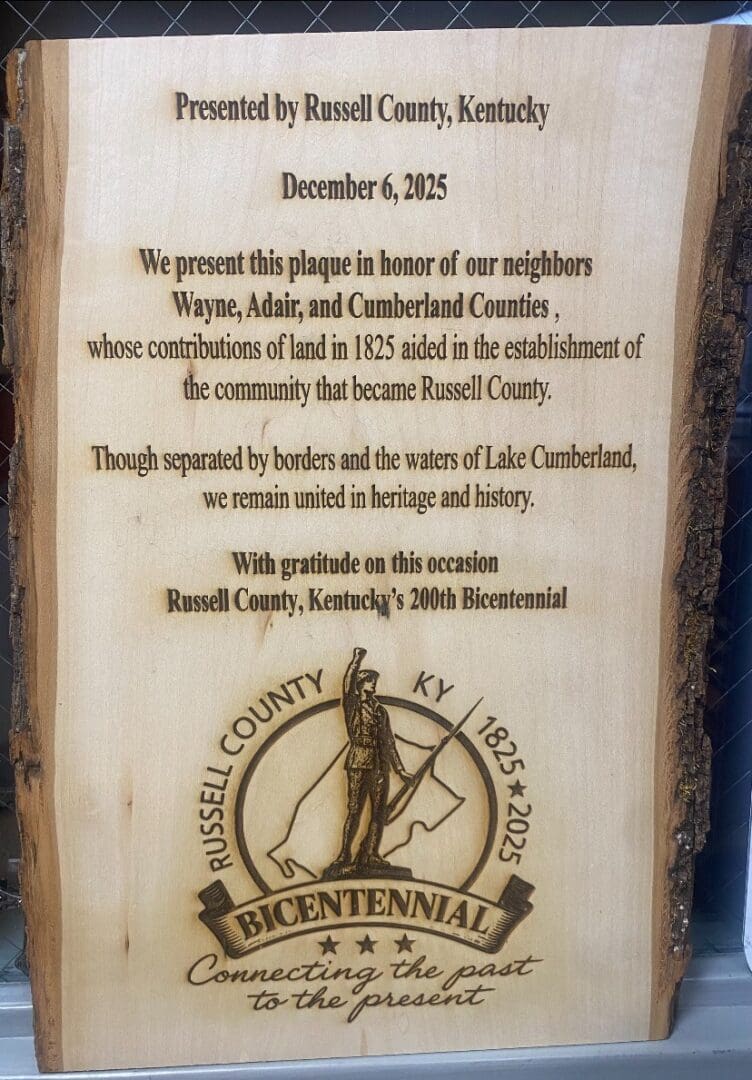 Presented by Russell County, Kentucky
December 6, 2025
We present this plaque in honor of our neighbors
Wayne, Adair, and Cumberland Counties ,
whose contributions of land in 1825 aided in the establishment of
the community that became Russell County.
Though separated by borders and the waters of Lake Cumberland,
we remain united in heritage and history.
With gratitude on this occasion
Russell County, Kentucky's 200th Bicentennial
RUSSELL COUNTY KY 1825★2025
BICENTENNIAL
Connecting the past
to the present